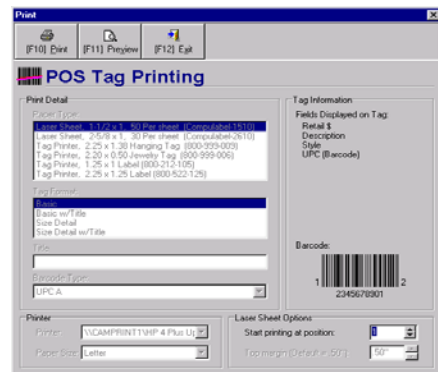 Print
[F10] Print
[F11] Preview
[F12] Exit
POS Tag Printing
Print Detail
Paper Type:
Laser Sheet, 1-1/2 x 1, 50 Per sheet (Compulabel-1510)
Laser Sheet, 2-5/8 x 1, 30 Per sheet (Compulabel-2610)
Tag Printer, 2.25 x 1.38 Hanging Tag (800-999-009)
Tag Printer, 2.20 x 0.50 Jewelry Tag (800-999-006)
Tag Printer, 1.25 x 1 Label (800-212-105)
Tag Printer, 2.25 x 1.25 Label (800-522-125)
Tag Format:
Basic
Basic w/Title
Size Detail
Size Detail w/Title
Title:
Barcode Type:
UPC A
Tag Information
Fields Displayed on Tag:
Retail $
Description
Style
UPC (Barcode)
Barcode:
1 2
2345678901
Printer
Printer: \\CAMPRINT1\HP 4 Plus Up
Paper Size: Letter
Laser Sheet Options
Start printing at position: 1
Top margin (Default = .50"): .50"